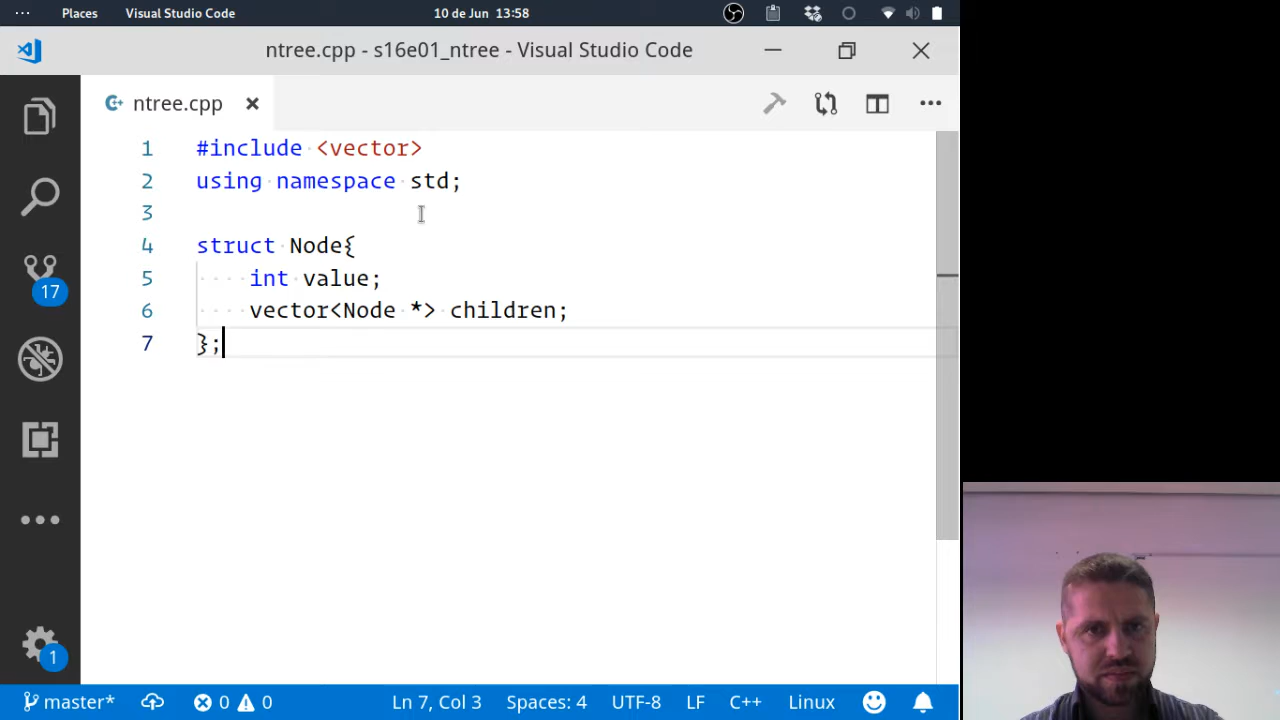 Places Visual Studio Code 10 de Jun 13:58
ntree.cpp - s16e01_ntree - Visual Studio Code
ntree.cpp
1 #include <vector>
2 using namespace std;
3
4 struct Node{
5 int value;
6 vector<Node *> children;
7 };
17
1
master* 0 0 Ln 7, Col 3 Spaces: 4 UTF-8 LF C++ Linux